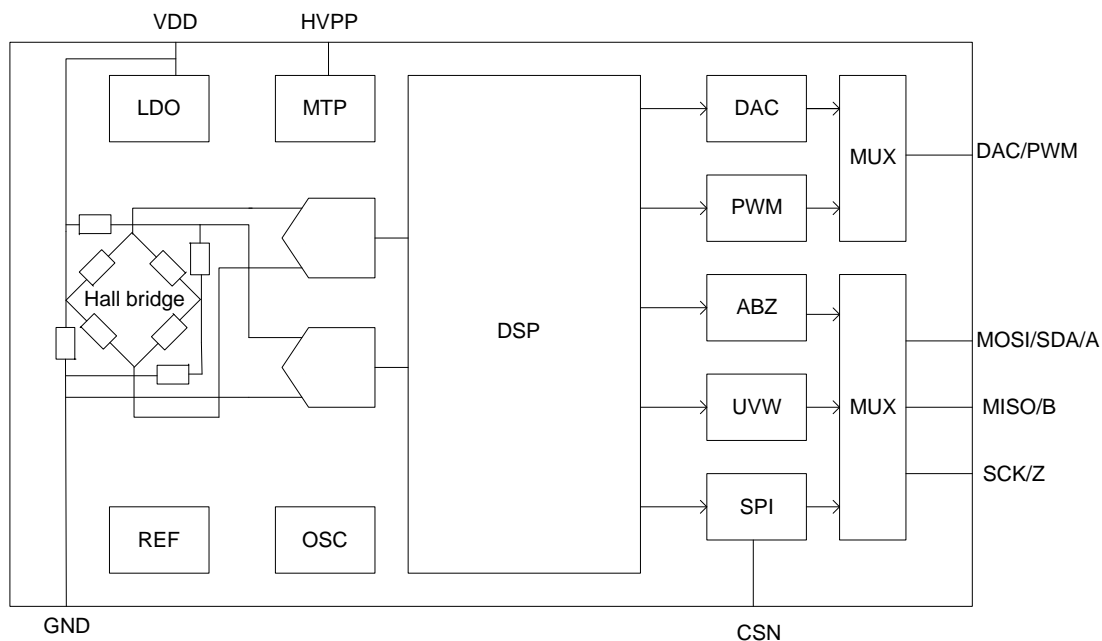 VDD
HVPP
LDO
MTP
DAC
MUX
DAC/PWM
PWM
Hall bridge
DSP
ABZ
MOSI/SDA/A
UVW
MUX
MISO/B
SCK/Z
SPI
REF
OSC
GND
CSN